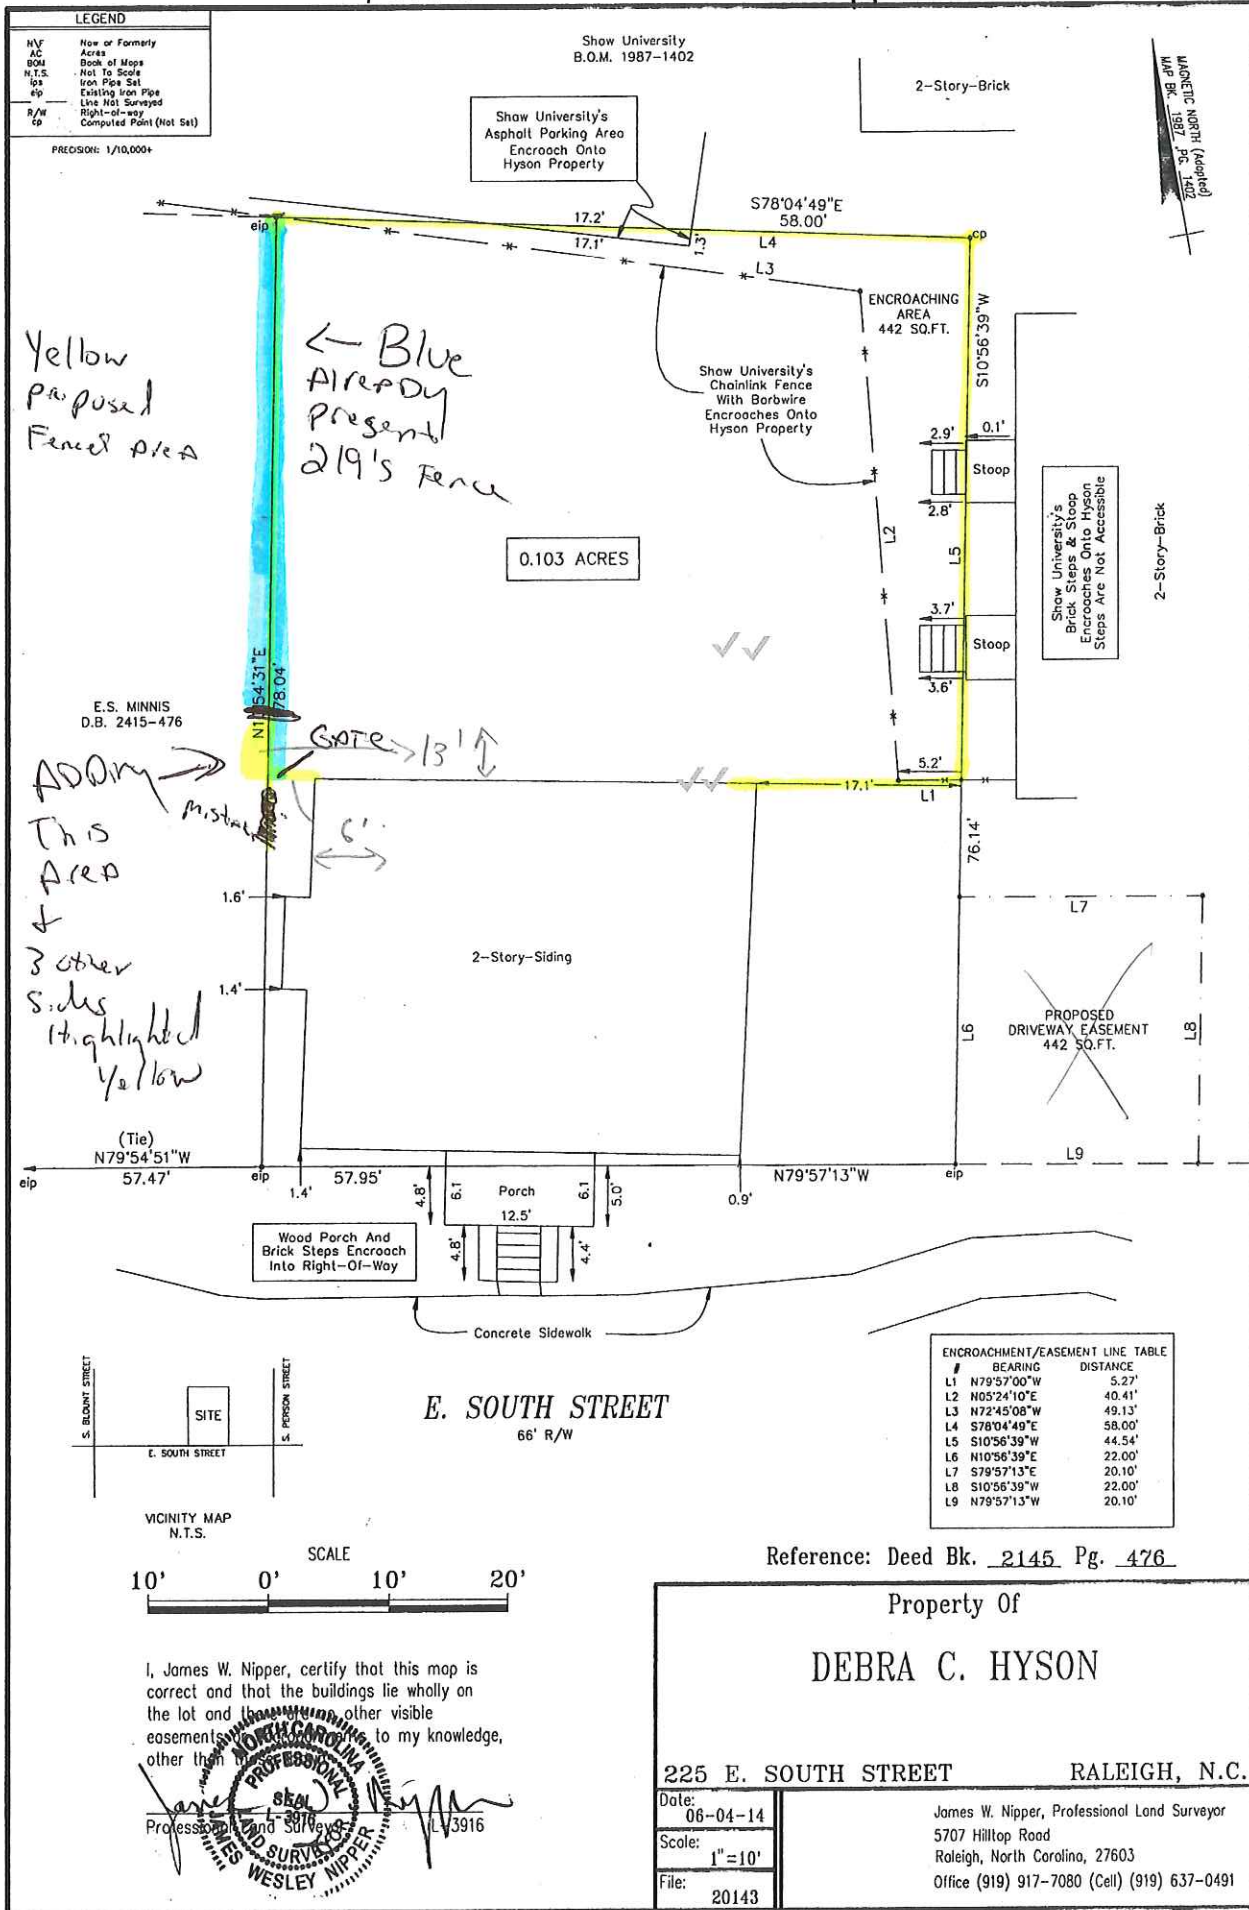 LEGEND
N\/F Now or Formerly
AC Acres
BOM Book of Maps
N.T.S. Not To Scale
ips Iron Pipe Set
eip Existing Iron Pipe
Line Not Surveyed
R/W Right-of-way
cp Computed Point (Not Set)
PRECISION: 1/10,000+
Shaw University
B.O.M. 1987-1402
2-Story-Brick
MAGNETIC NORTH (Adopted)
MAP BK. 1987 PG. 1402
Shaw University's
Asphalt Parking Area
Encroach Onto
Hyson Property
S78°04'49"E
58.00'
17.2'
17.1'
1.3'
L4
L3
eip
cp
ENCROACHING
AREA
442 SQ.FT.
S10°56'39"W
Yellow
proposed
Fence Area
← Blue
Already
Present
219's Fence
Shaw University's
Chainlink Fence
With Barbwire
Encroaches Onto
Hyson Property
2.9'
0.1'
Stoop
2.8'
L2
L5
0.103 ACRES
3.7'
Stoop
3.6'
Shaw University's
Brick Steps & Stoop
Encroaches Onto Hyson
Steps Are Not Accessible
2-Story-Brick
54'31"E
78.04'
E.S. MINNIS
D.B. 2415-476
GATE
13'
5.2'
17.1'
L1
ADDing
This
Area
+
3 other
Sides
Highlighted
Yellow
6'
76.14'
1.6'
1.4'
2-Story-Siding
L7
L6
PROPOSED
DRIVEWAY EASEMENT
442 SQ.FT.
L8
L9
(Tie)
N79°54'51"W
57.47'
eip
eip
1.4'
57.95'
4.8'
6.1
Porch
12.5'
6.1
5.0'
0.9'
N79°57'13"W
eip
4.8'
4.4'
Wood Porch And
Brick Steps Encroach
Into Right-Of-Way
Concrete Sidewalk
E. SOUTH STREET
66' R/W
S. BLOUNT STREET
SITE
S. PERSON STREET
E. SOUTH STREET
VICINITY MAP
N.T.S.
ENCROACHMENT/EASEMENT LINE TABLE
# BEARING DISTANCE
L1 N79°57'00"W 5.27'
L2 N05°24'10"E 40.41'
L3 N72°45'08"W 49.13'
L4 S78°04'49"E 58.00'
L5 S10°56'39"W 44.54'
L6 N10°56'39"E 22.00'
L7 S79°57'13"E 20.10'
L8 S10°56'39"W 22.00'
L9 N79°57'13"W 20.10'
Reference: Deed Bk. 2145 Pg. 476
SCALE
10' 0' 10' 20'
I, James W. Nipper, certify that this map is
correct and that the buildings lie wholly on
the lot and there are no other visible
easements to my knowledge,
other than
Professional Land Surveyor L-3916
NORTH CAROLINA
PROFESSIONAL
SEAL
L-3916
LAND SURVEYOR
JAMES WESLEY NIPPER
Property Of
DEBRA C. HYSON
225 E. SOUTH STREET RALEIGH, N.C.
Date:
06-04-14
Scale:
1"=10'
File:
20143
James W. Nipper, Professional Land Surveyor
5707 Hilltop Road
Raleigh, North Carolina, 27603
Office (919) 917-7080 (Cell) (919) 637-0491